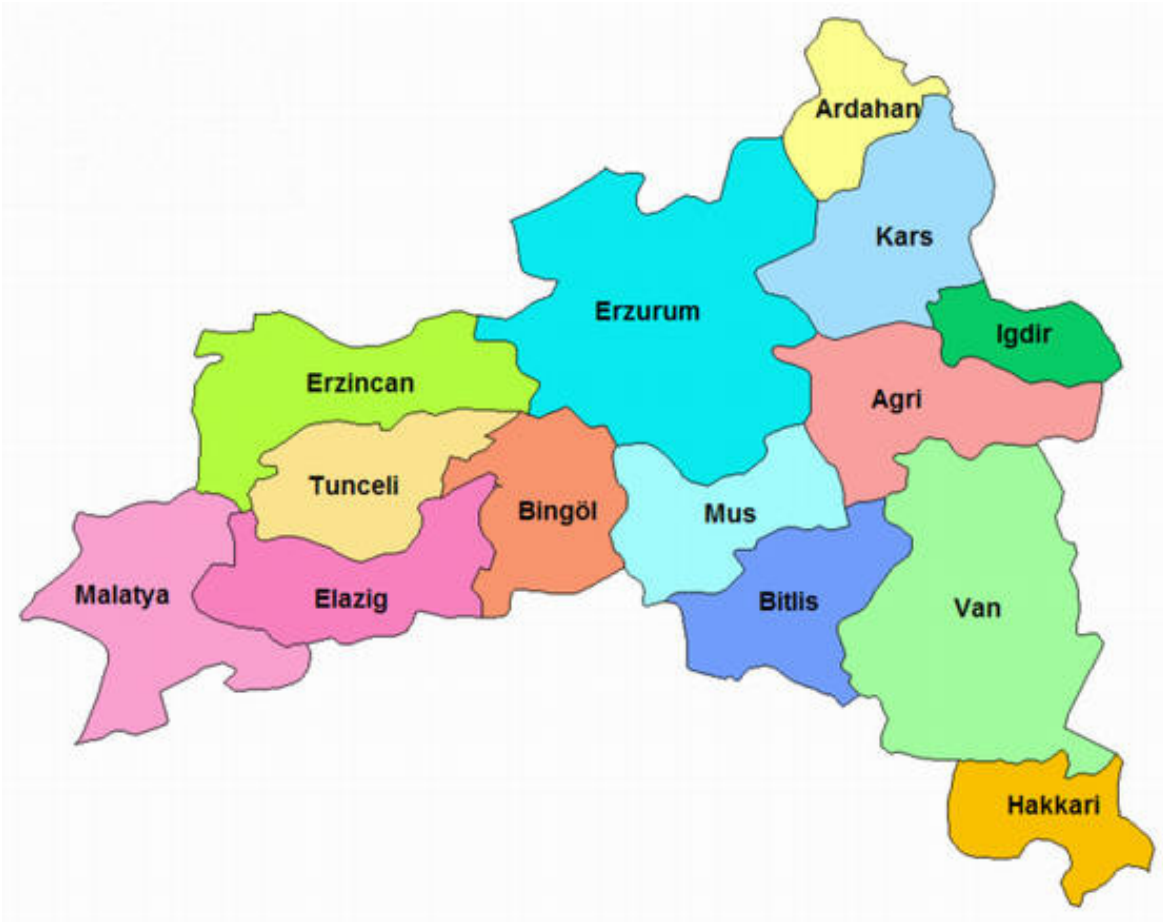 Ardahan
Kars
Erzurum
Igdir
Erzincan
Agri
Tunceli
Bingöl
Mus
Malatya
Elazig
Bitlis
Van
Hakkari